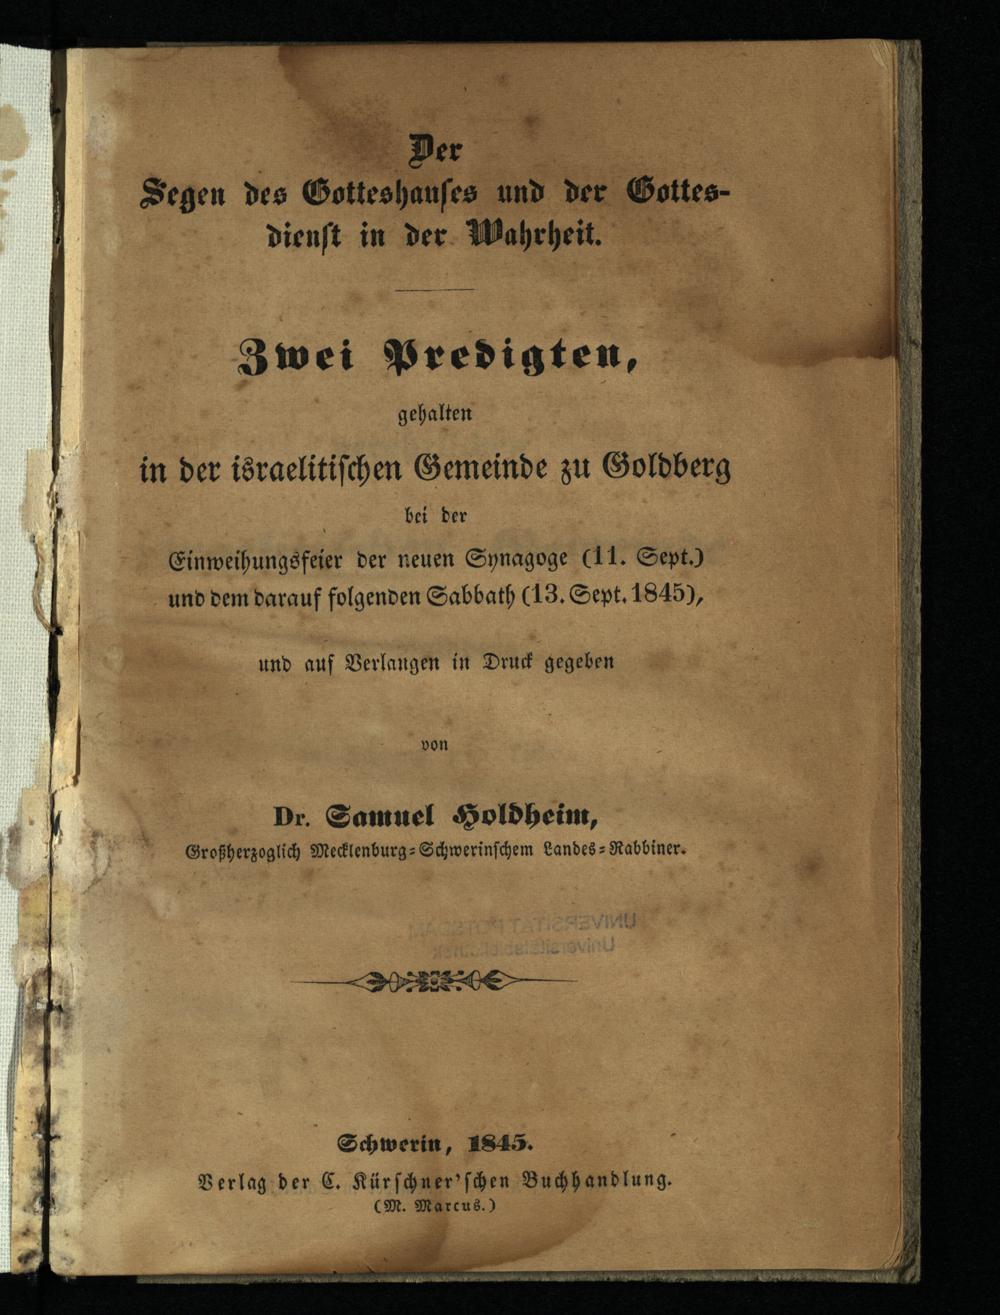 Der
Segen des Gotteshauses und der Gottes-
dienst in der Wahrheit.
Zwei Predigten,
gehalten
in der israelitischen Gemeinde zu Goldberg
bei der
Einweihungsfeier der neuen Synagoge (11. Sept.)
und dem darauf folgenden Sabbath (13. Sept. 1845),
und auf Verlangen in Druck gegeben
von
Dr. Samuel Holdheim,
Großherzoglich Mecklenburg-Schwerinschem Landes-Rabbiner.
UNIVERSITÄT POTSDAM
Universitätsbibliothek
Schwerin, 1845.
Verlag der C. Kürschner'schen Buchhandlung.
(M. Marcus.)